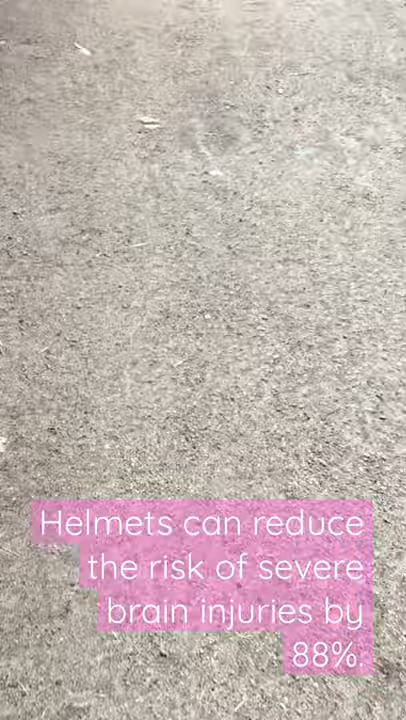 Helmets can reduce
the risk of severe
brain injuries by
88%.